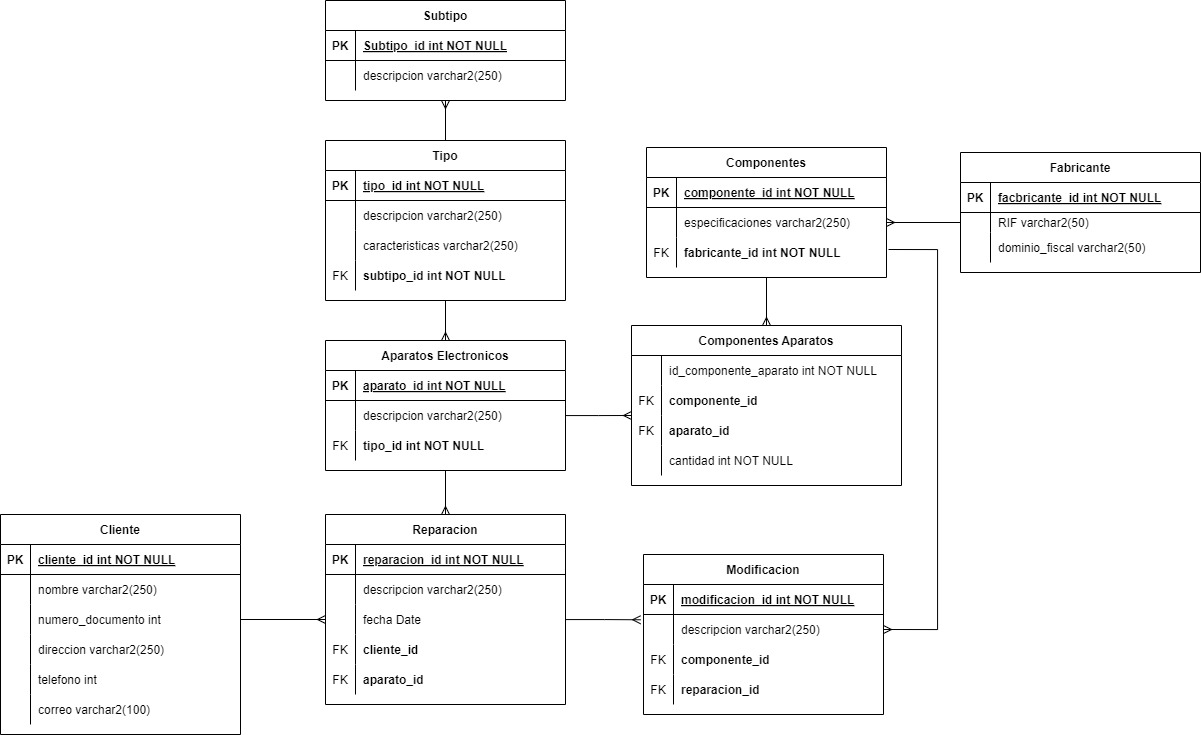 Subtipo
PK Subtipo_id int NOT NULL
descripcion varchar2(250)
Tipo
PK tipo_id int NOT NULL
descripcion varchar2(250)
caracteristicas varchar2(250)
FK subtipo_id int NOT NULL
Componentes
PK componente_id int NOT NULL
especificaciones varchar2(250)
FK fabricante_id int NOT NULL
Fabricante
PK facbricante_id int NOT NULL
RIF varchar2(50)
dominio_fiscal varchar2(50)
Aparatos Electronicos
PK aparato_id int NOT NULL
descripcion varchar2(250)
FK tipo_id int NOT NULL
Componentes Aparatos
id_componente_aparato int NOT NULL
FK componente_id
FK aparato_id
cantidad int NOT NULL
Cliente
PK cliente_id int NOT NULL
nombre varchar2(250)
numero_documento int
direccion varchar2(250)
telefono int
correo varchar2(100)
Reparacion
PK reparacion_id int NOT NULL
descripcion varchar2(250)
fecha Date
FK cliente_id
FK aparato_id
Modificacion
PK modificacion_id int NOT NULL
descripcion varchar2(250)
FK componente_id
FK reparacion_id